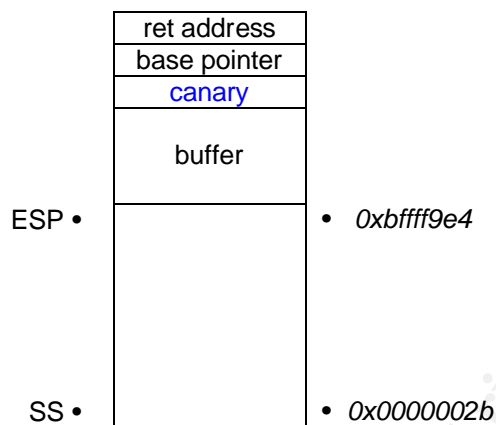 ret address
base pointer
canary
buffer
ESP • • 0xbffff9e4
SS • • 0x0000002b